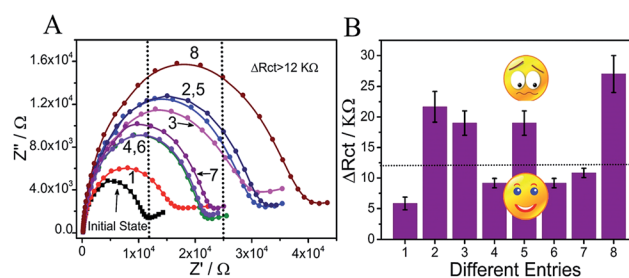 A
1.6x10⁴
1.2x10⁴
8.0x10³
4.0x10³
0.0
Z'' / Ω
8
ΔRct>12 KΩ
2,5
3
4,6
7
1
Initial State
0 1x10⁴ 2x10⁴ 3x10⁴ 4x10⁴
Z' / Ω
B
30
25
20
15
10
5
0
ΔRct / KΩ
1 2 3 4 5 6 7 8
Different Entries